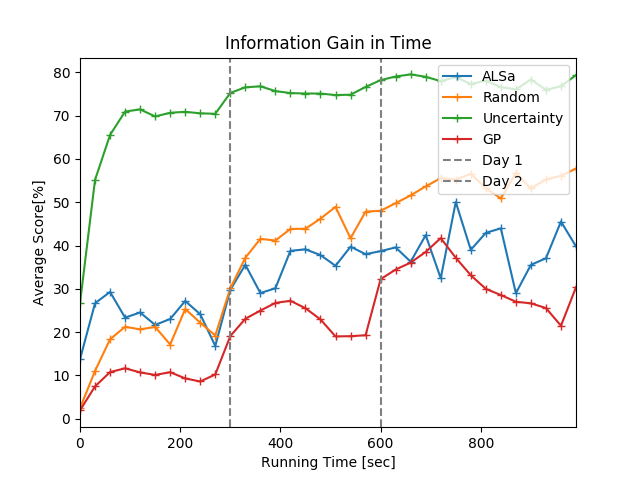 Information Gain in Time
Average Score[%]
80
70
60
50
40
30
20
10
0
0 200 400 600 800
Running Time [sec]
ALSa
Random
Uncertainty
GP
Day 1
Day 2